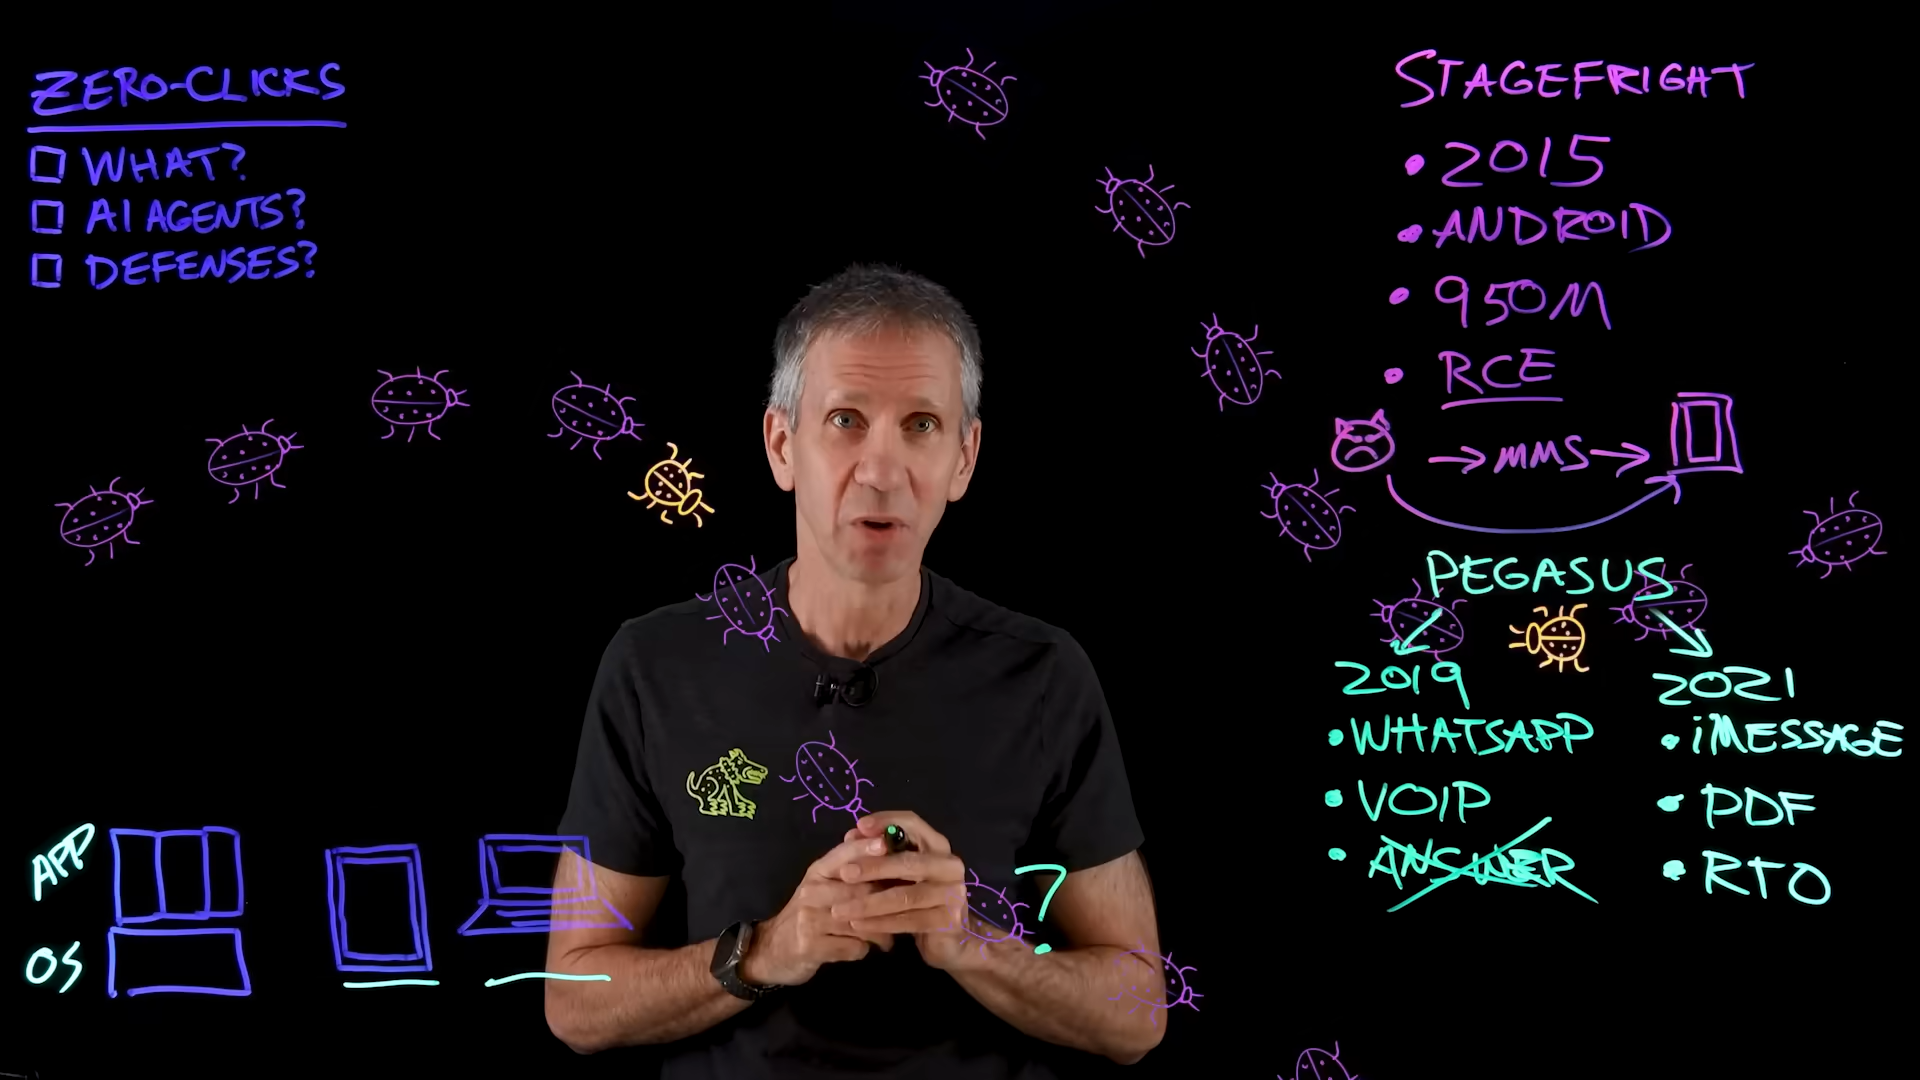 ZERO-CLICKS
WHAT?
AI AGENTS?
DEFENSES?
STAGEFRIGHT
• 2015
• ANDROID
• 950M
• RCE
→ MMS →
PEGASUS
2019
• WHATSAPP
• VOIP
• ANSWER
2021
• iMESSAGE
• PDF
• RTO
APP
OS
?